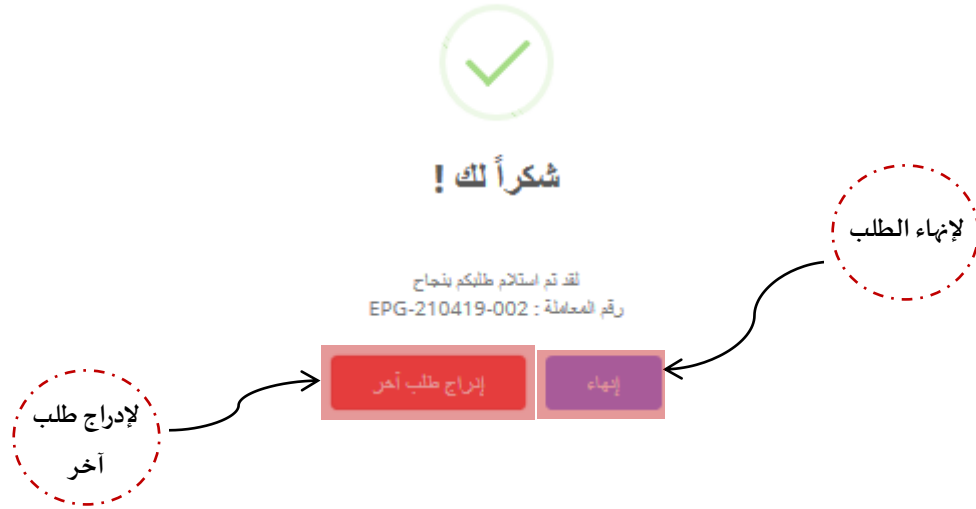 شكراً لك !
لإنهاء الطلب
لقد تم استلام طلبكم بنجاح
رقم المعاملة : EPG-210419-002
إنهاء
إدراج طلب آخر
لإدراج طلب
آخر